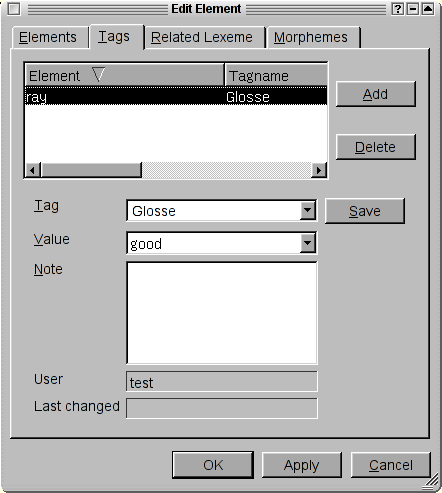 Edit Element
Elements Tags Related Lexeme Morphemes
Element Tagname
ray Glosse
Add
Delete
Tag Glosse Save
Value good
Note
User test
Last changed
OK Apply Cancel